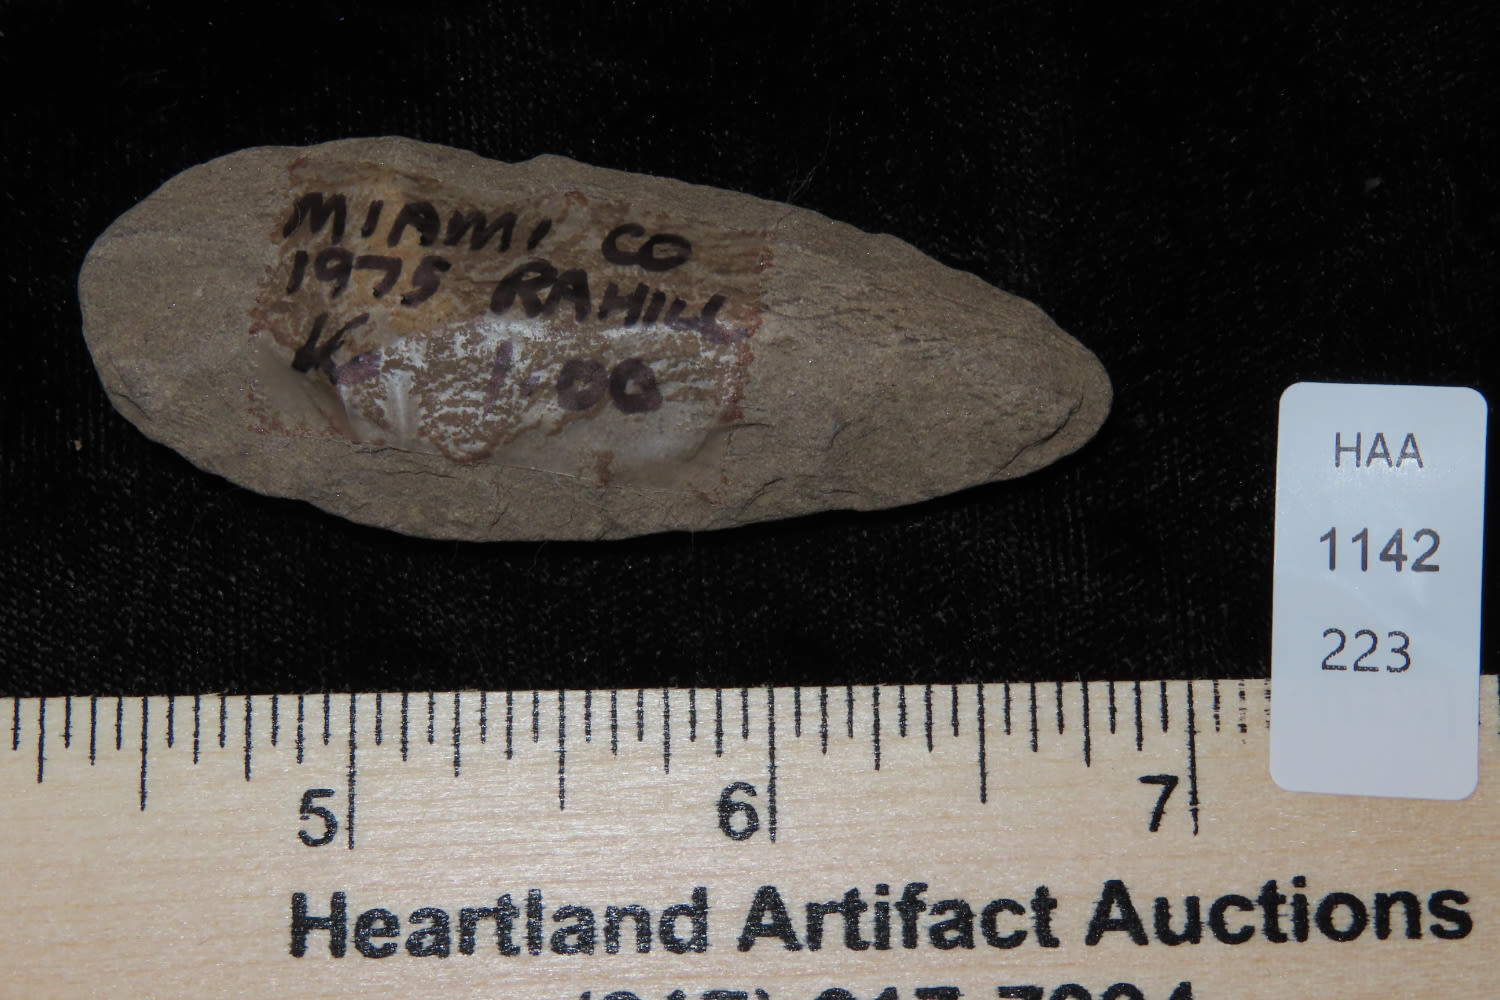 MIAMI CO
1975 RAHILL
K 1.00
HAA
1142
223
5 6 7
Heartland Artifact Auctions